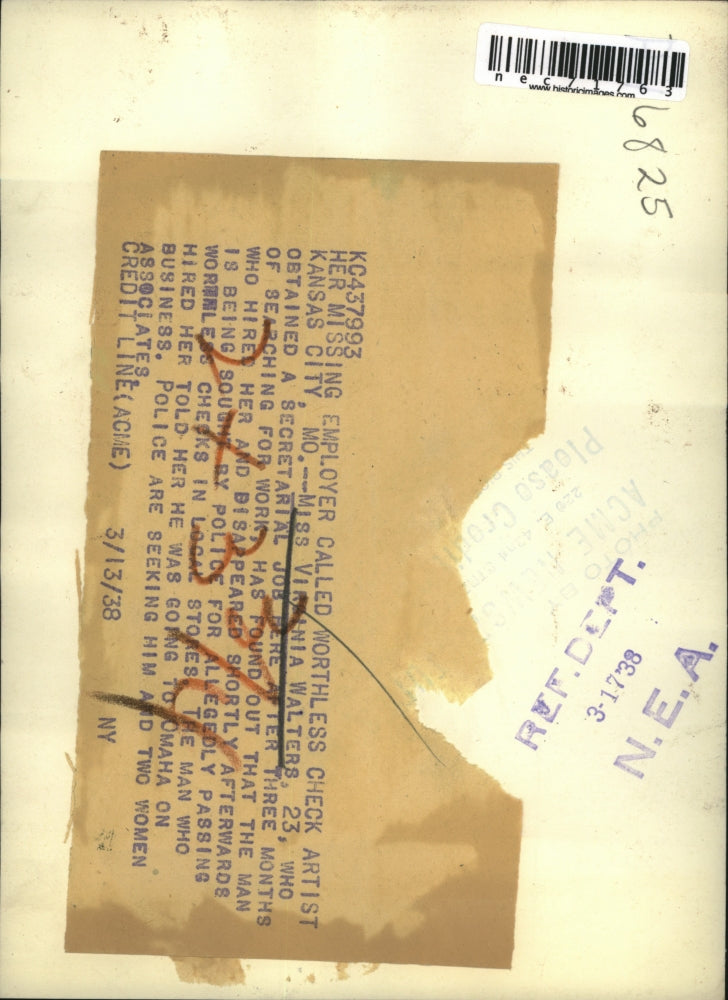 nec71763
www.historicimages.com
6825
KC437993
HER MISSING EMPLOYER CALLED WORTHLESS CHECK ARTIST
KANSAS CITY, MO.--MISS VIRGINIA WALTERS, 23, WHO
OBTAINED A SECRETARIAL JOB HERE AFTER THREE MONTHS
OF SEARCHING FOR WORK, HAS FOUND OUT THAT THE MAN
WHO HIRED HER AND DISAPPEARED SHORTLY AFTERWARDS
IS BEING SOUGHT BY POLICE FOR ALLEGEDLY PASSING
WORTHLESS CHECKS IN LOCAL STORES. THE MAN WHO
HIRED HER TOLD HER HE WAS GOING TO OMAHA ON
BUSINESS. POLICE ARE SEEKING HIM AND TWO WOMEN
ASSOCIATES.
CREDIT LINE (ACME) 3/13/38 NY
PHOTO BY
ACME
Please Credit
REF. DEPT.
3-17 38
N.E.A.